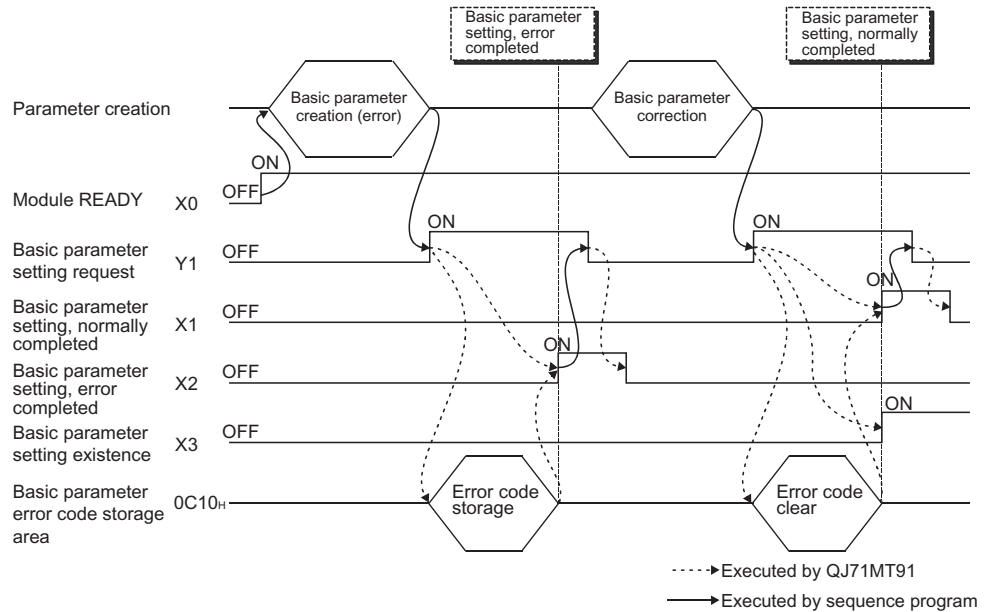 Basic parameter
setting, error
completed
Basic parameter
setting, normally
completed
Parameter creation
Basic parameter
creation (error)
Basic parameter
correction
ON
Module READY X0 OFF
ON
ON
Basic parameter
setting request Y1 OFF
Basic parameter
setting, normally
completed X1 OFF
ON
Basic parameter
setting, error
completed X2 OFF
ON
Basic parameter
setting existence X3 OFF
ON
Basic parameter
error code storage
area 0C10H
Error code
storage
Error code
clear
Executed by QJ71MT91
Executed by sequence program